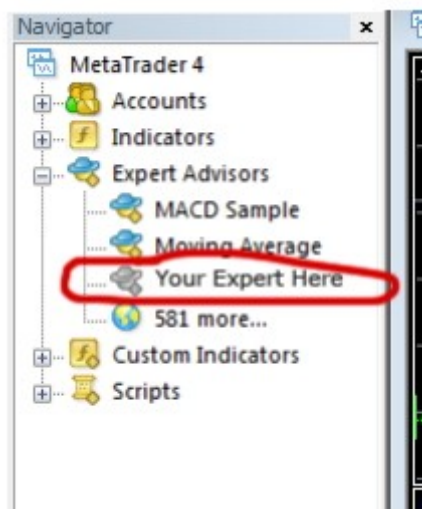 Navigator
MetaTrader 4
Accounts
Indicators
Expert Advisors
MACD Sample
Moving Average
Your Expert Here
581 more...
Custom Indicators
Scripts